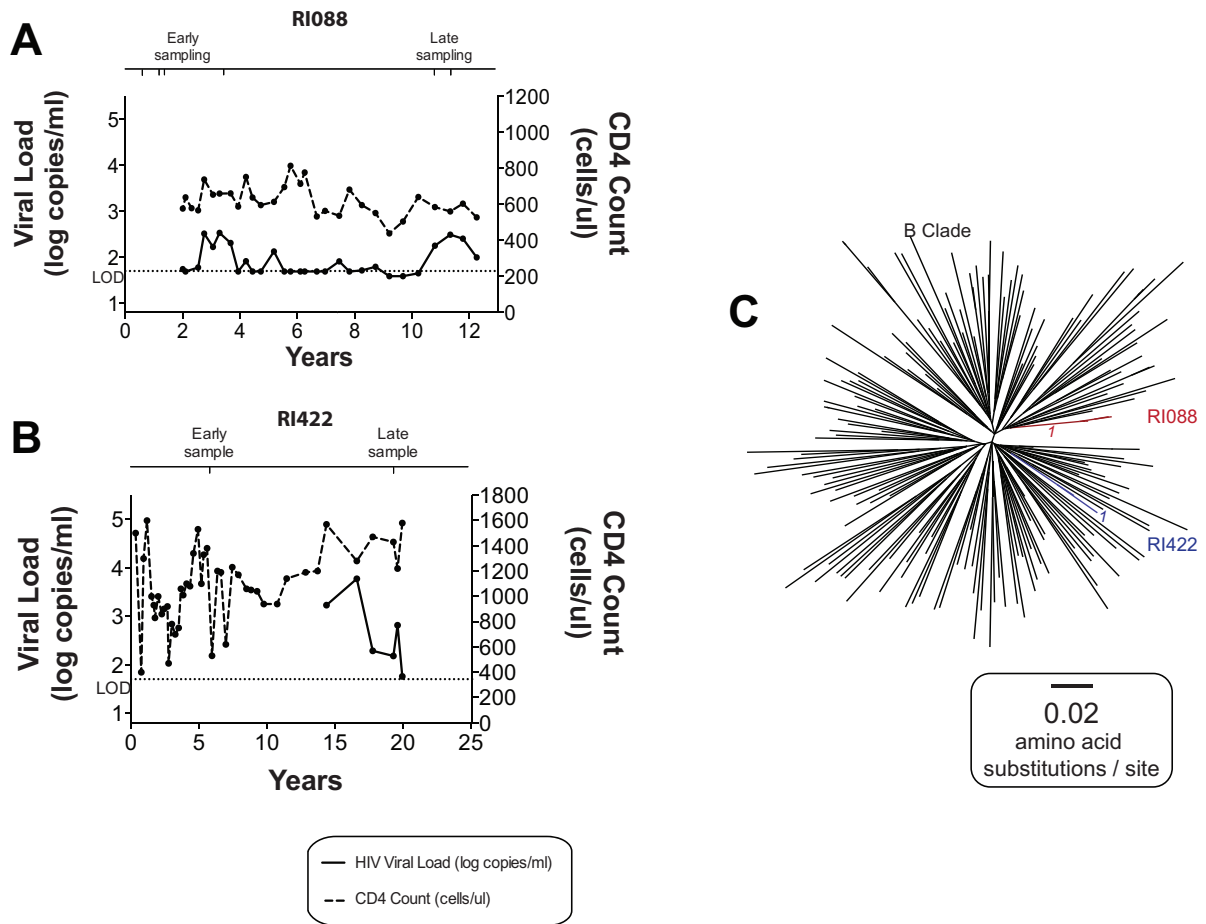 A
RI088
Early
sampling
Late
sampling
Viral Load
(log copies/ml)
5
4
3
2
LOD
1
1200
1000
800
600
400
200
0
CD4 Count
(cells/ul)
0 2 4 6 8 10 12
Years
B
RI422
Early
sample
Late
sample
Viral Load
(log copies/ml)
5
4
3
2
LOD
1
1800
1600
1400
1200
1000
800
600
400
200
0
CD4 Count
(cells/ul)
0 5 10 15 20 25
Years
HIV Viral Load (log copies/ml)
CD4 Count (cells/ul)
C
B Clade
RI088
1
1
RI422
0.02
amino acid
substitutions / site